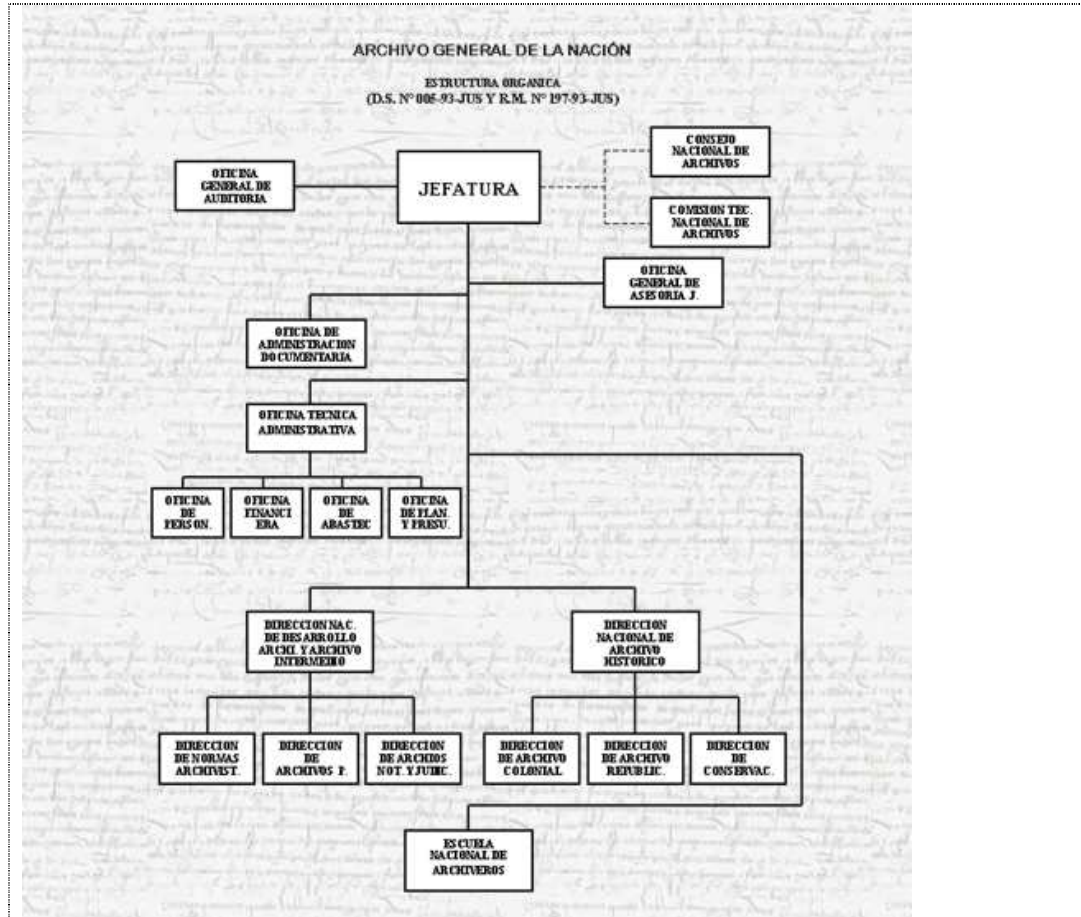 ARCHIVO GENERAL DE LA NACIÓN
ESTRUCTURA ORGANICA
(D.S. N° 005-93-JUS Y R.M. N° 197-93-JUS)
OFICINA
GENERAL DE
AUDITORIA
JEFATURA
CONSEJO
NACIONAL DE
ARCHIVOS
COMISION TEC.
NACIONAL DE
ARCHIVOS
OFICINA
GENERAL DE
ASESORIA J.
OFICINA DE
ADMINISTRACION
DOCUMENTARIA
OFICINA TECNICA
ADMINISTRATIVA
OFICINA
DE
PERSON.
OFICINA
FINANCI
ERA
OFICINA
DE
ABASTEC
OFICINA
DE PLAN.
Y PRESU.
DIRECCION NAC.
DE DESARROLLO
ARCHI. Y ARCHIVO
INTERMEDIO
DIRECCION
NACIONAL DE
ARCHIVO
HISTORICO
DIRECCION
DE NORMAS
ARCHIVIST.
DIRECCION
DE
ARCHIVOS P.
DIRECCION
DE ARCHIOS
NOT. Y JUDIC.
DIRECCION
DE ARCHIVO
COLONIAL
DIRECCION
DE ARCHIVO
REPUBLIC.
DIRECCION
DE
CONSERVAC.
ESCUELA
NACIONAL DE
ARCHIVEROS